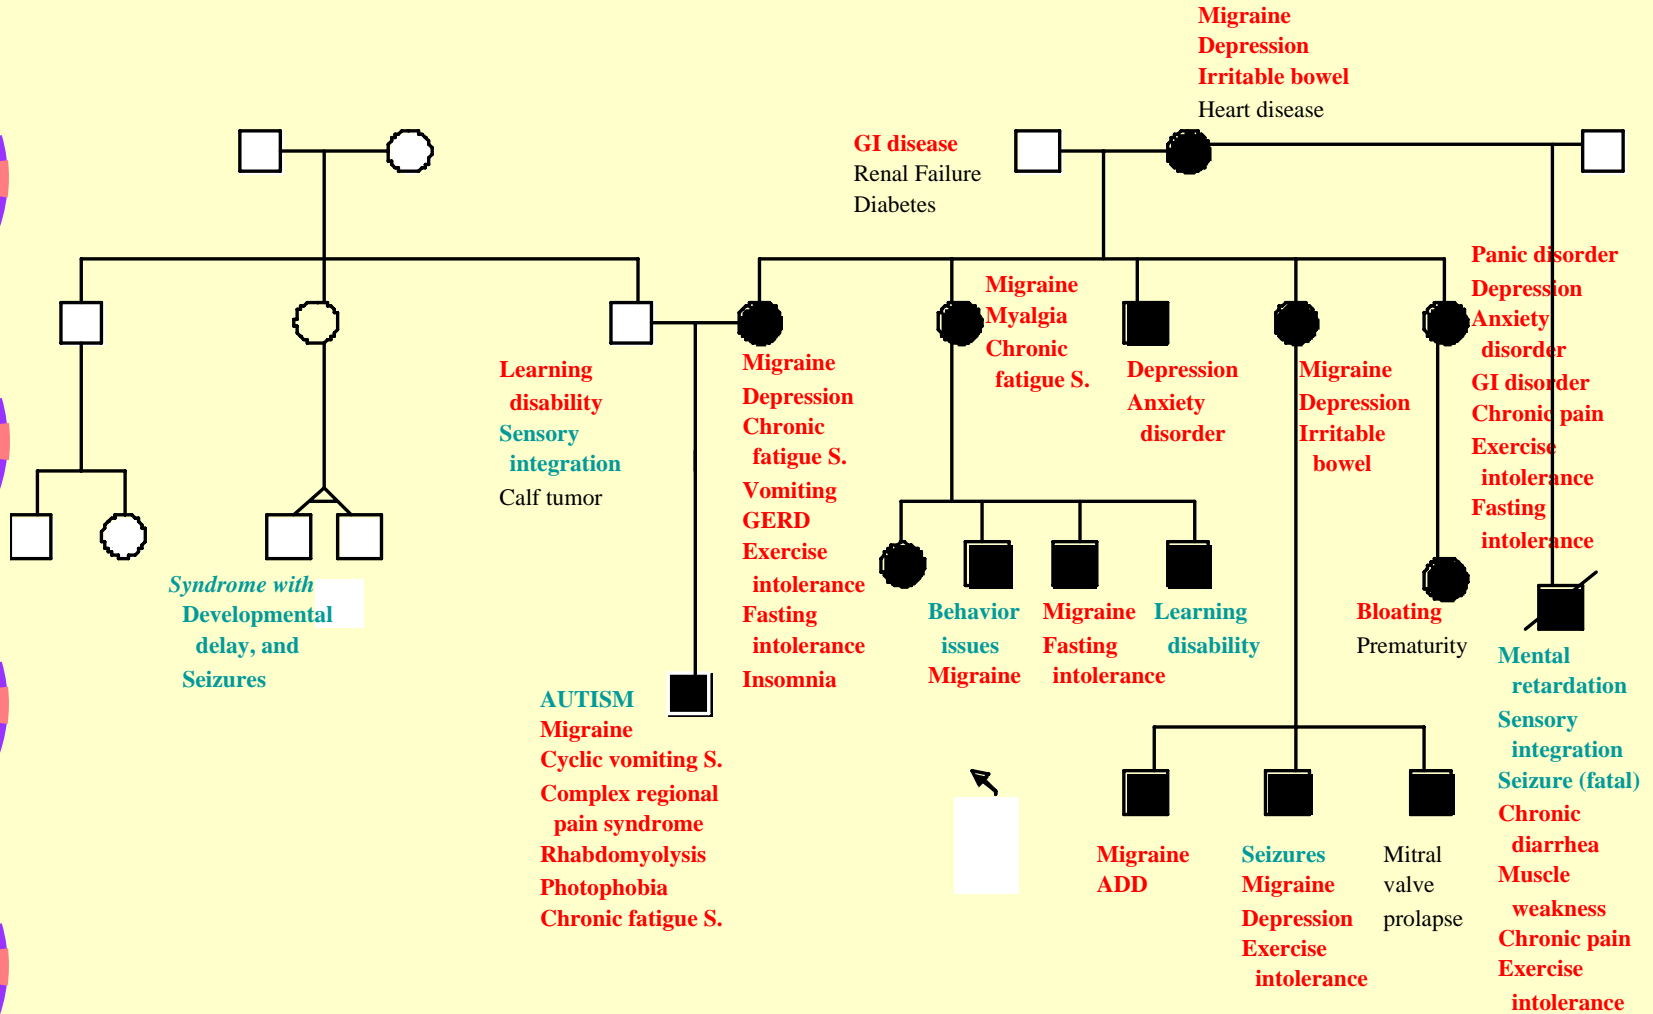 Migraine
Depression
Irritable bowel
Heart disease
GI disease
Renal Failure
Diabetes
Panic disorder
Depression
Anxiety
disorder
GI disorder
Chronic pain
Exercise
intolerance
Fasting
intolerance
Migraine
Myalgia
Chronic
fatigue S.
Learning
disability
Sensory
integration
Calf tumor
Migraine
Depression
Chronic
fatigue S.
Vomiting
GERD
Exercise
intolerance
Fasting
intolerance
Insomnia
Depression
Anxiety
disorder
Migraine
Depression
Irritable
bowel
Syndrome with
Developmental
delay, and
Seizures
Behavior
issues
Migraine
Migraine
Fasting
intolerance
Learning
disability
Bloating
Prematurity
Mental
retardation
Sensory
integration
Seizure (fatal)
Chronic
diarrhea
Muscle
weakness
Chronic pain
Exercise
intolerance
AUTISM
Migraine
Cyclic vomiting S.
Complex regional
pain syndrome
Rhabdomyolysis
Photophobia
Chronic fatigue S.
Migraine
ADD
Seizures
Migraine
Depression
Exercise
intolerance
Mitral
valve
prolapse